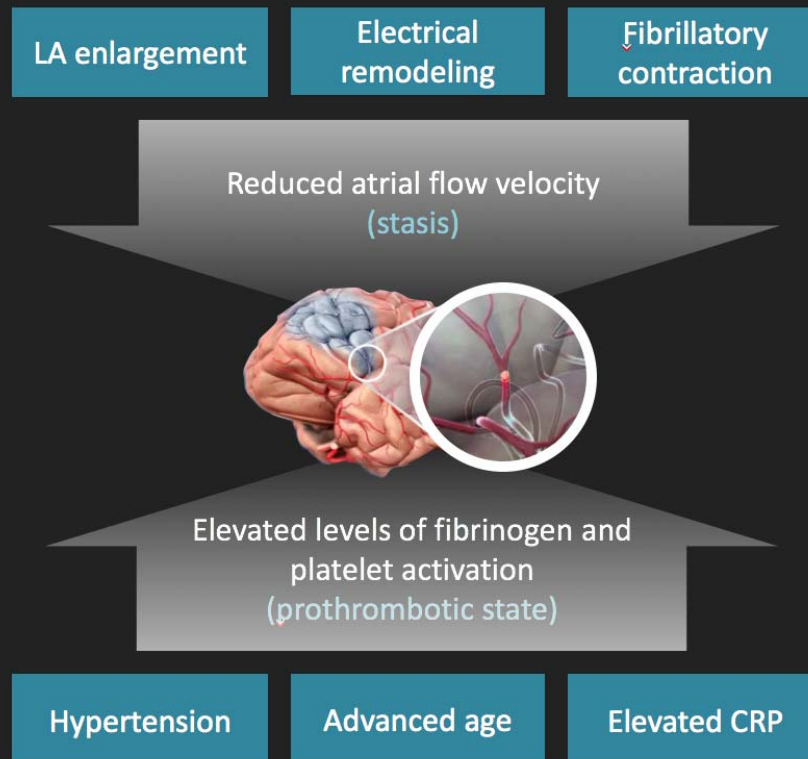 LA enlargement
Electrical
remodeling
Fibrillatory
contraction
Reduced atrial flow velocity
(stasis)
Elevated levels of fibrinogen and
platelet activation
(prothrombotic state)
Hypertension
Advanced age
Elevated CRP